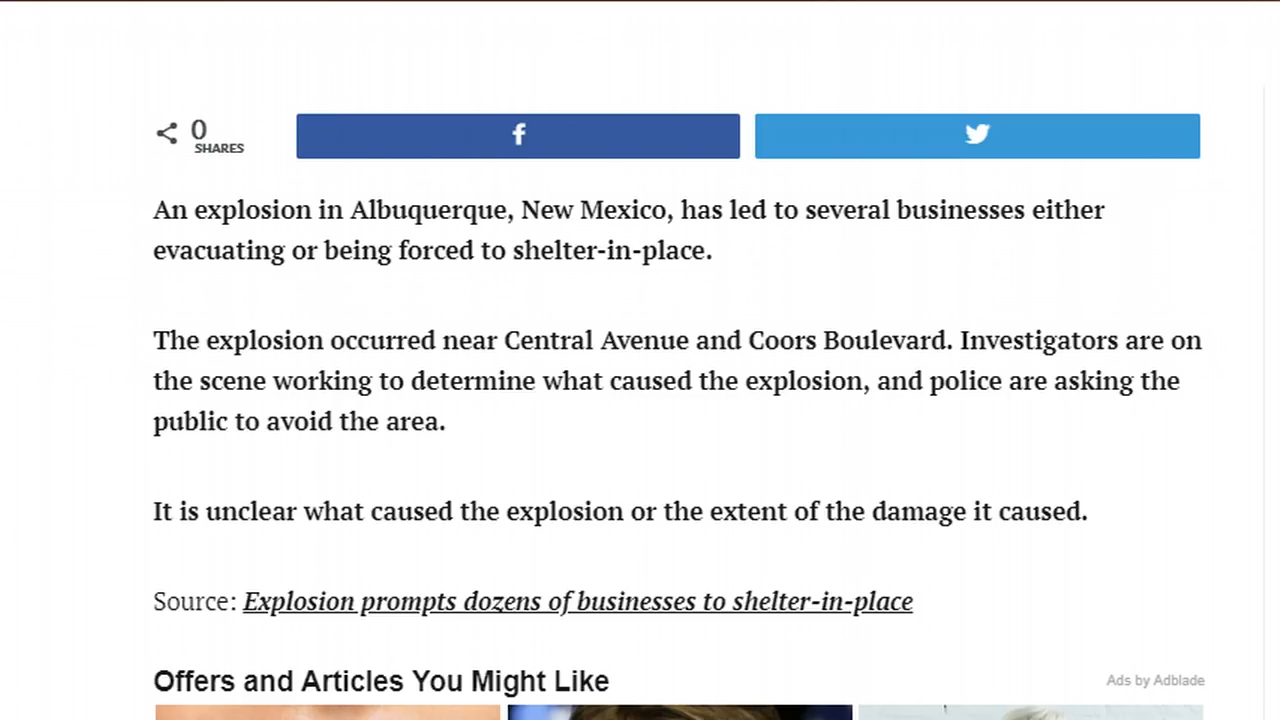 0
SHARES
An explosion in Albuquerque, New Mexico, has led to several businesses either
evacuating or being forced to shelter-in-place.
The explosion occurred near Central Avenue and Coors Boulevard. Investigators are on
the scene working to determine what caused the explosion, and police are asking the
public to avoid the area.
It is unclear what caused the explosion or the extent of the damage it caused.
Source: Explosion prompts dozens of businesses to shelter-in-place
Offers and Articles You Might Like
Ads by Adblade